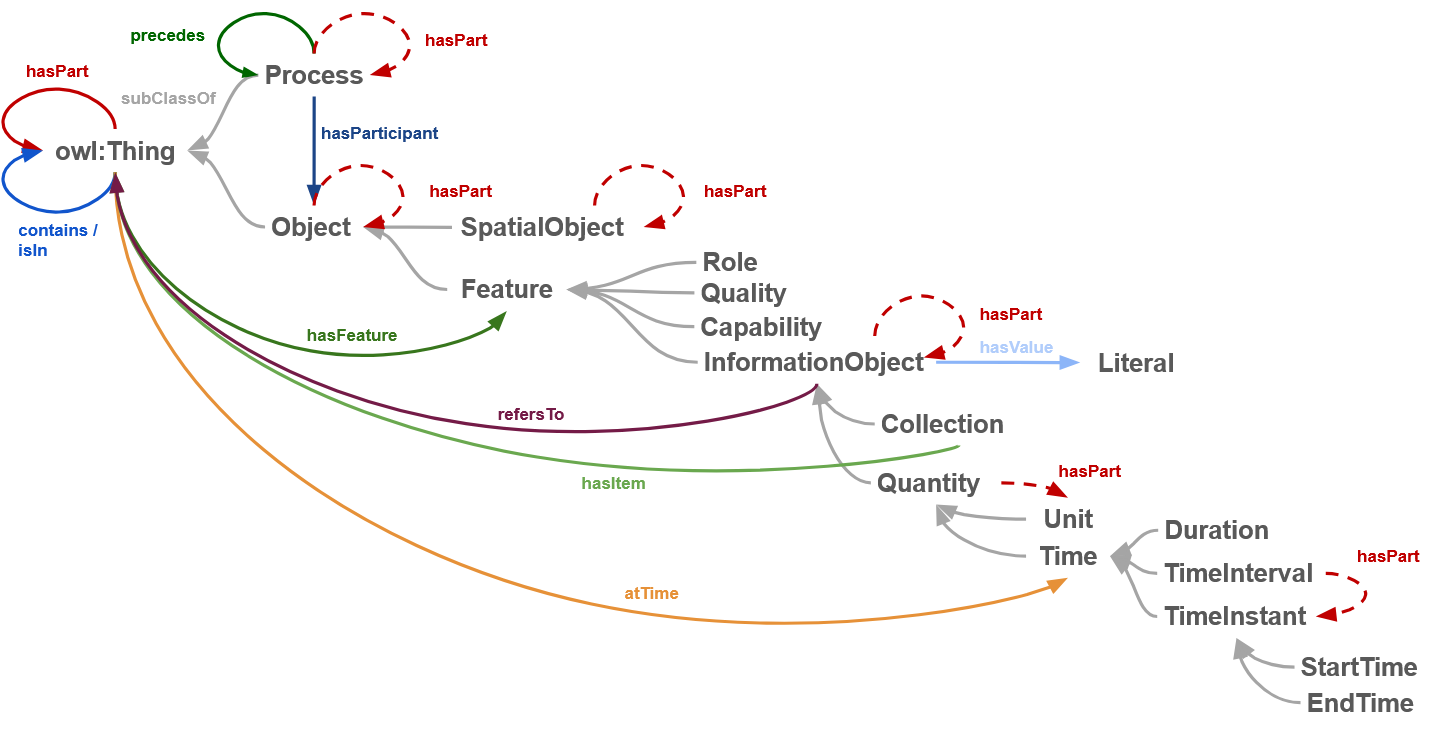 precedes
hasPart
Process
hasPart
subClassOf
hasParticipant
owl:Thing
hasPart
hasPart
contains /
isIn
Object
SpatialObject
Role
Feature
Quality
hasPart
Capability
hasFeature
hasValue
InformationObject
Literal
refersTo
Collection
hasPart
hasItem
Quantity
Unit
Duration
Time
hasPart
TimeInterval
atTime
TimeInstant
StartTime
EndTime